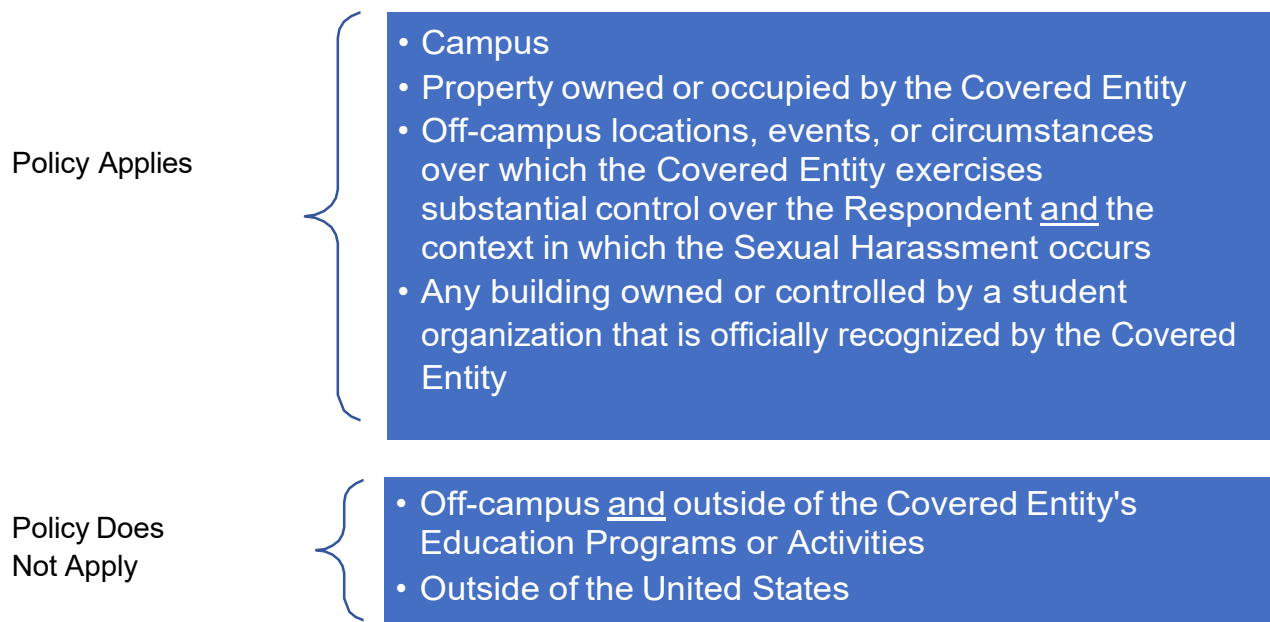 Policy Applies
• Campus
• Property owned or occupied by the Covered Entity
• Off-campus locations, events, or circumstances
over which the Covered Entity exercises
substantial control over the Respondent and the
context in which the Sexual Harassment occurs
• Any building owned or controlled by a student
organization that is officially recognized by the Covered
Entity
Policy Does
Not Apply
• Off-campus and outside of the Covered Entity's
Education Programs or Activities
• Outside of the United States